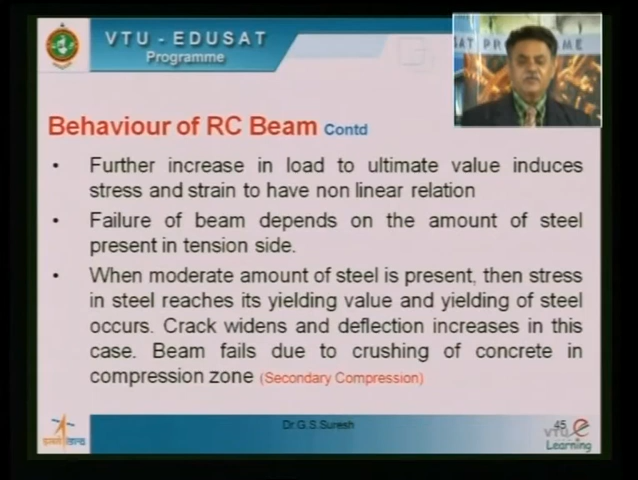 VTU - EDUSAT
Programme
SAT PR
ME
Behaviour of RC Beam Contd
• Further increase in load to ultimate value induces
stress and strain to have non linear relation
• Failure of beam depends on the amount of steel
present in tension side.
• When moderate amount of steel is present, then stress
in steel reaches its yielding value and yielding of steel
occurs. Crack widens and deflection increases in this
case. Beam fails due to crushing of concrete in
compression zone (Secondary Compression)
Dr.G.S.Suresh
45
VTU e
Learning